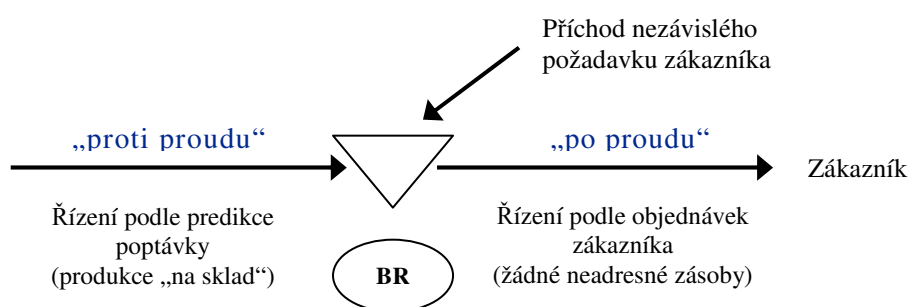 Příchod nezávislého
požadavku zákazníka
„proti proudu“
„po proudu“
Zákazník
Řízení podle predikce
poptávky
(produkce „na sklad“)
Řízení podle objednávek
zákazníka
(žádné neadresné zásoby)
BR